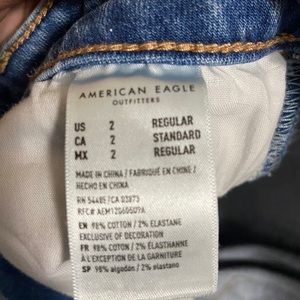 AMERICAN EAGLE
OUTFITTERS
US 2 REGULAR
CA 2 STANDARD
MX 2 REGULAR
MADE IN CHINA / FABRIQUÉ EN CHINE /
HECHO EN CHINA
RN 54485 / CA 03873
RFC# AEM1206060J9A
EN 98% COTTON / 2% ELASTANE
EXCLUSIVE OF DECORATION
FR 98% COTON / 2% ÉLASTHANNE
À L'EXCEPTION DE LA GARNITURE
SP 98% algodón / 2% elastano